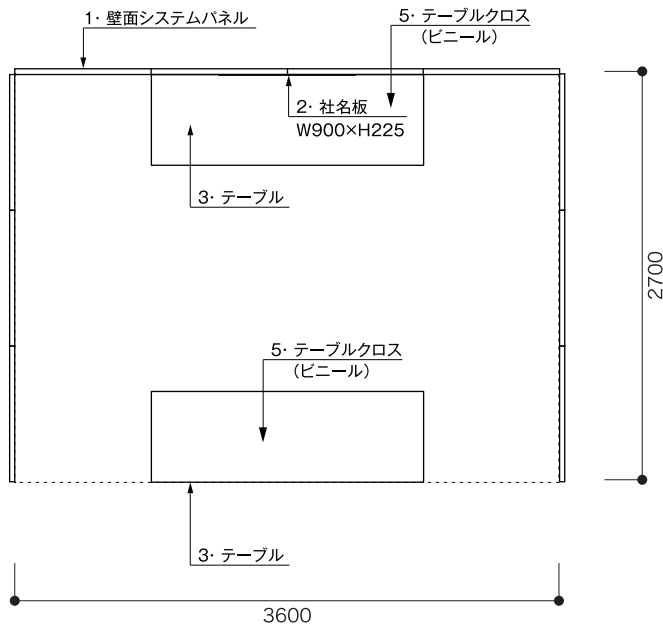 1・壁面システムパネル
5・テーブルクロス
(ビニール)
2・社名板
W900×H225
3・テーブル
2700
5・テーブルクロス
(ビニール)
3・テーブル
3600